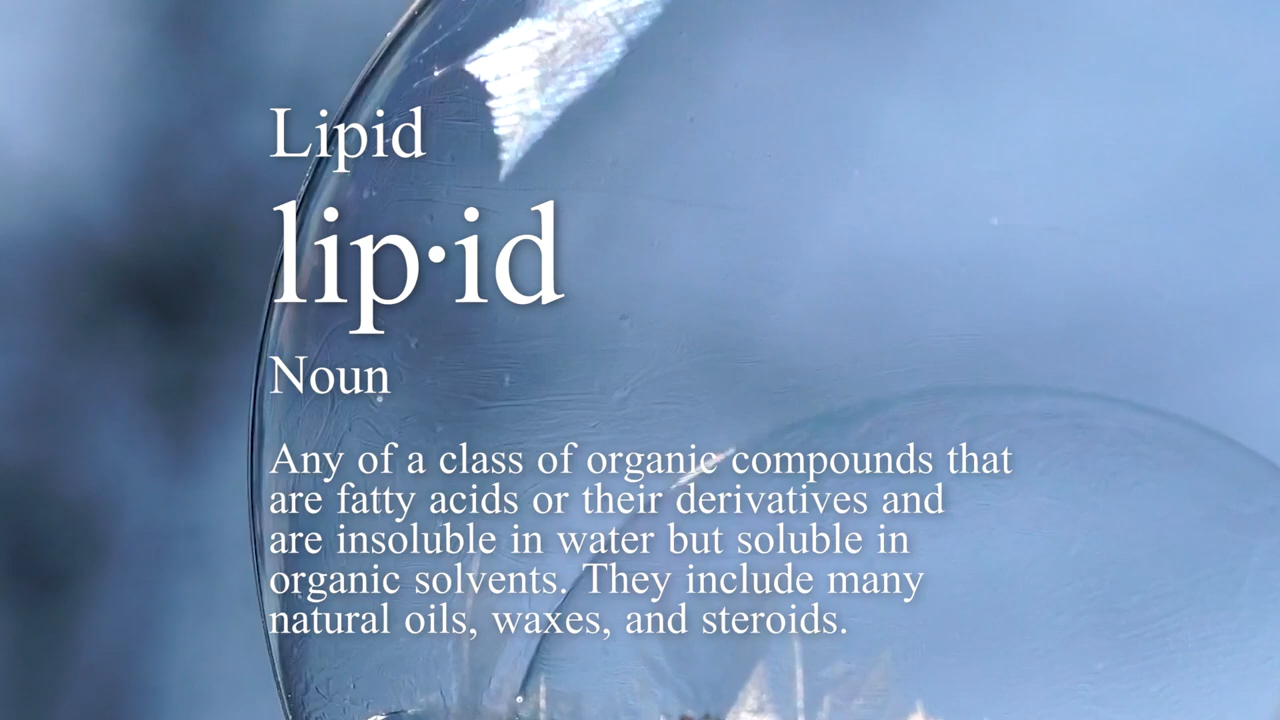 Lipid
lip·id
Noun
Any of a class of organic compounds that
are fatty acids or their derivatives and
are insoluble in water but soluble in
organic solvents. They include many
natural oils, waxes, and steroids.